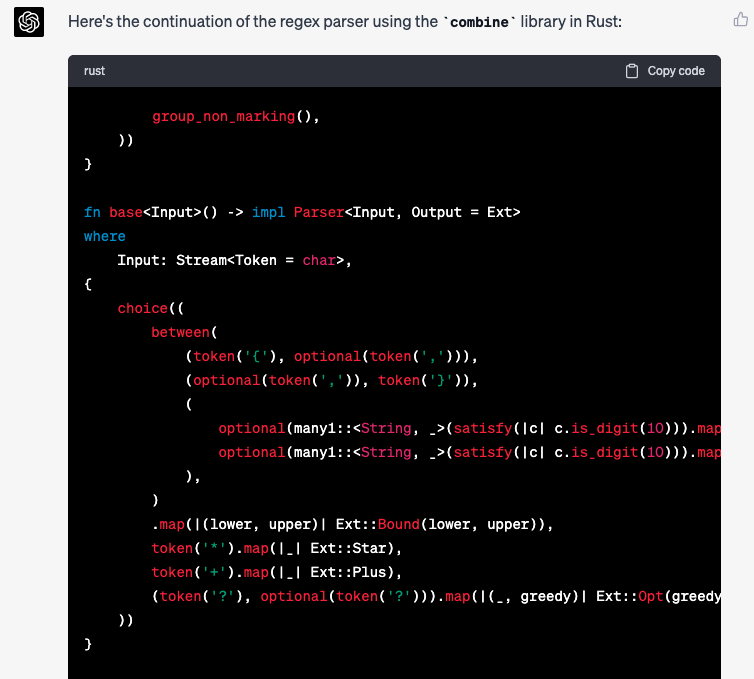 Here's the continuation of the regex parser using the `combine` library in Rust:
rust
Copy code
group_non_marking(),
))
}
fn base<Input>() -> impl Parser<Input, Output = Ext>
where
Input: Stream<Token = char>,
{
choice((
between(
(token('{'), optional(token(','))),
(optional(token(',')), token('}')),
(
optional(many1::<String, _>(satisfy(|c| c.is_digit(10))).map
optional(many1::<String, _>(satisfy(|c| c.is_digit(10))).map
),
)
.map(|(lower, upper)| Ext::Bound(lower, upper)),
token('*').map(|_| Ext::Star),
token('+').map(|_| Ext::Plus),
(token('?'), optional(token('?'))).map(|(_, greedy)| Ext::Opt(greedy
))
}